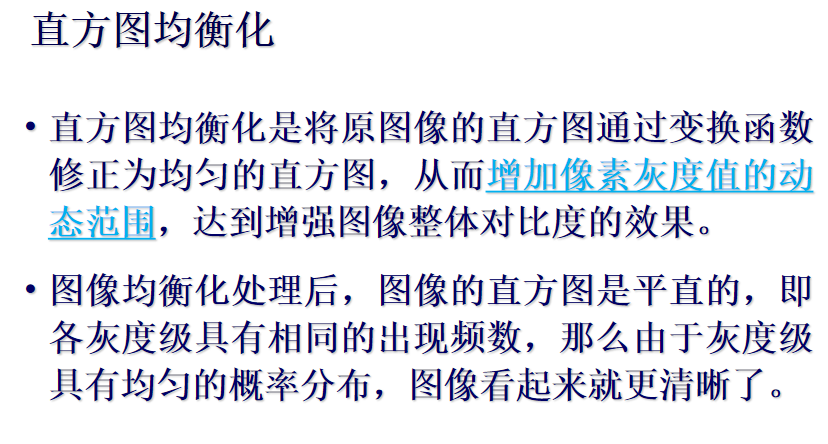 直方图均衡化
• 直方图均衡化是将原图像的直方图通过变换函数
修正为均匀的直方图，从而增加像素灰度值的动
态范围，达到增强图像整体对比度的效果。
• 图像均衡化处理后，图像的直方图是平直的，即
各灰度级具有相同的出现频数，那么由于灰度级
具有均匀的概率分布，图像看起来就更清晰了。